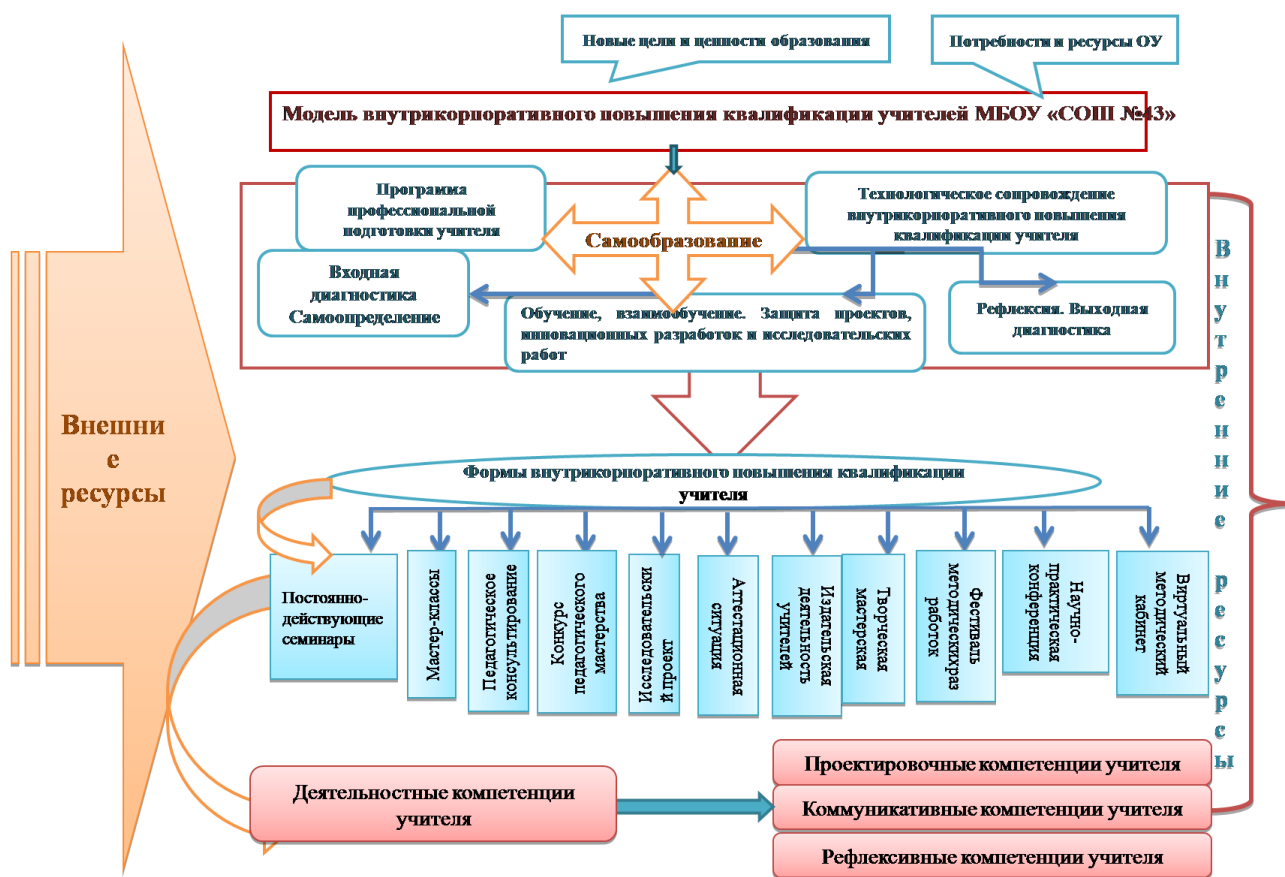 Новые цели и ценности образования
Потребности и ресурсы ОУ
Модель внутрикорпоративного повышения квалификации учителей МБОУ «СОШ №43»
Программа
профессиональной
подготовки учителя
Самообразование
Технологическое сопровождение
внутрикорпоративного повышения
квалификации учителя
Входная
диагностика
Самоопределение
Обучение, взаимообучение. Защита проектов,
инновационных разработок и исследовательских
работ
Рефлексия. Выходная
диагностика
Внешни
е
ресурсы
Внутренние ресурсы
Формы внутрикорпоративного повышения квалификации
учителя
Постоянно-
действующие
семинары
Мастер-классы
Педагогическое
консультирование
Конкурс
педагогического
мастерства
Исследовательски
й проект
Аттестационная
ситуация
Издательская
деятельность
учителей
Творческая
мастерская
Фестиваль
методическихраз
работок
Научно-
практическая
конференция
Виртуальный
методический
кабинет
Деятельностные компетенции
учителя
Проектировочные компетенции учителя
Коммуникативные компетенции учителя
Рефлексивные компетенции учителя